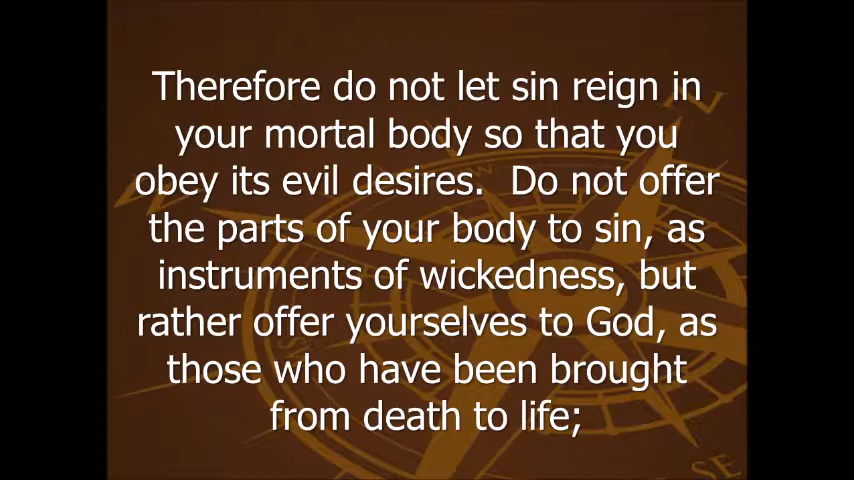 Therefore do not let sin reign in
your mortal body so that you
obey its evil desires.  Do not offer
the parts of your body to sin, as
instruments of wickedness, but
rather offer yourselves to God, as
those who have been brought
from death to life;
W
SE